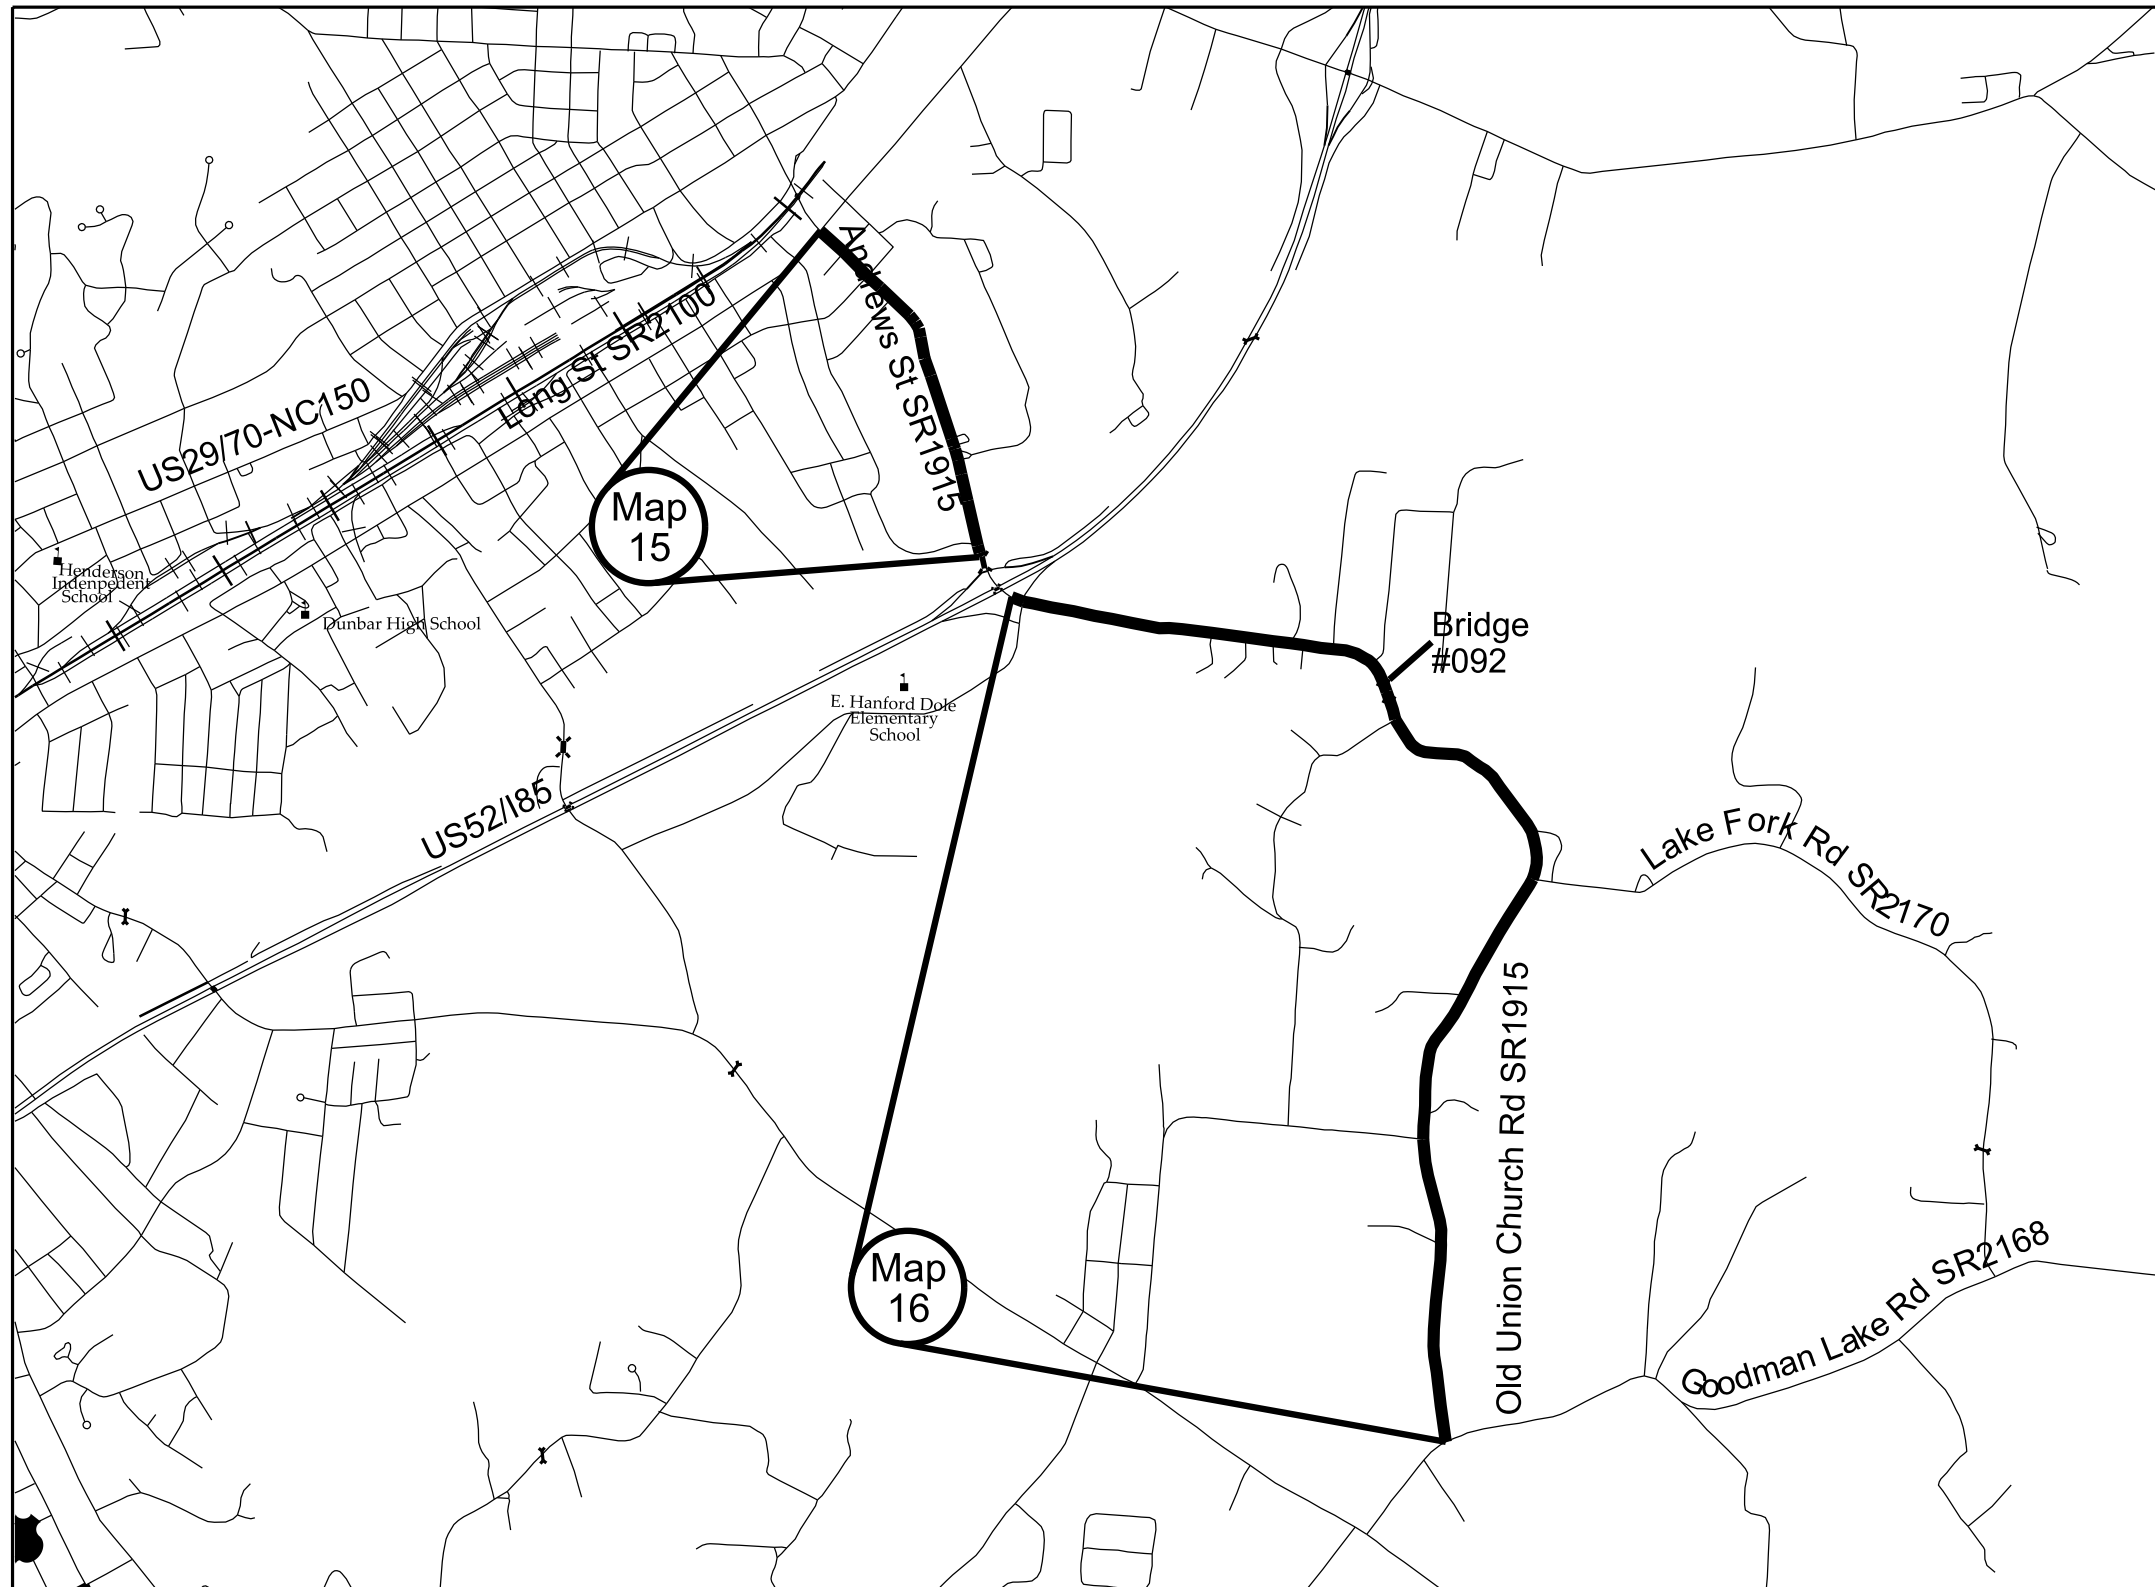 Andrews St SR1915
Long St SR2100
US29/70-NC150
Map
15
Henderson
Indenpedent
School
Dunbar High School
Bridge
#092
E. Hanford Dole
Elementary
School
US52/I85
Lake Fork Rd SR2170
Old Union Church Rd SR1915
Map
16
Goodman Lake Rd SR2168